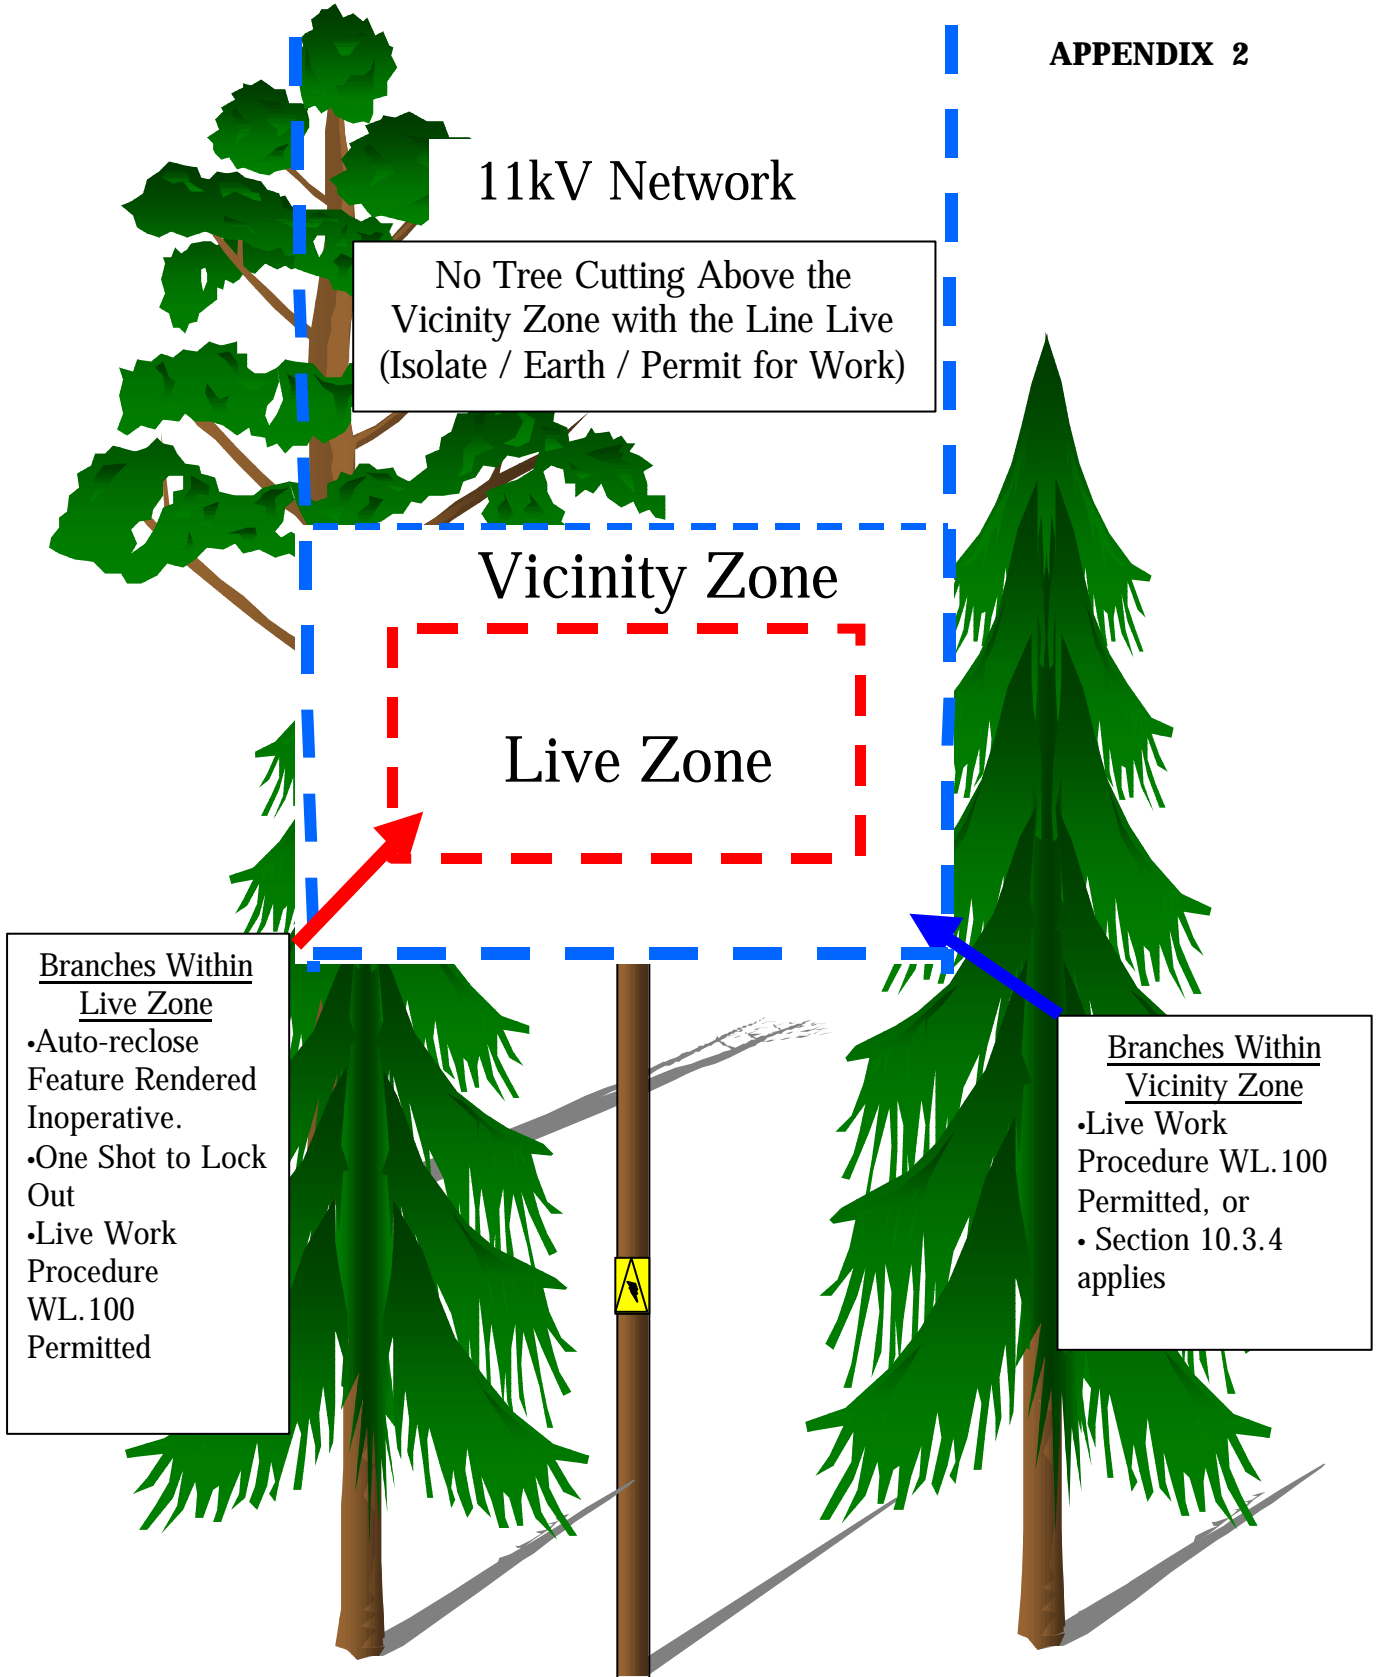 APPENDIX 2
11kV Network
No Tree Cutting Above the
Vicinity Zone with the Line Live
(Isolate / Earth / Permit for Work)
Vicinity Zone
Live Zone
Branches Within
Live Zone
•Auto-reclose
Feature Rendered
Inoperative.
•One Shot to Lock
Out
•Live Work
Procedure
WL.100
Permitted
Branches Within
Vicinity Zone
•Live Work
Procedure WL.100
Permitted, or
• Section 10.3.4
applies